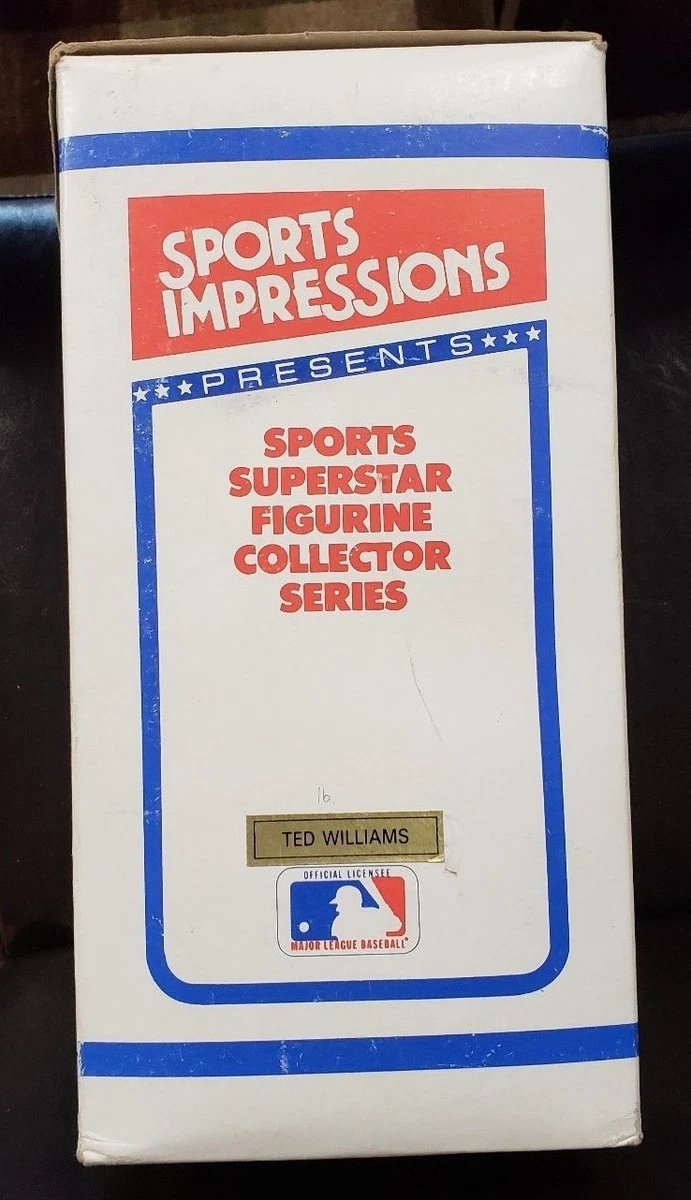 SPORTS
IMPRESSIONS
PRESENTS
SPORTS
SUPERSTAR
FIGURINE
COLLECTOR
SERIES
16
TED WILLIAMS
OFFICIAL LICENSEE
MAJOR LEAGUE BASEBALL®